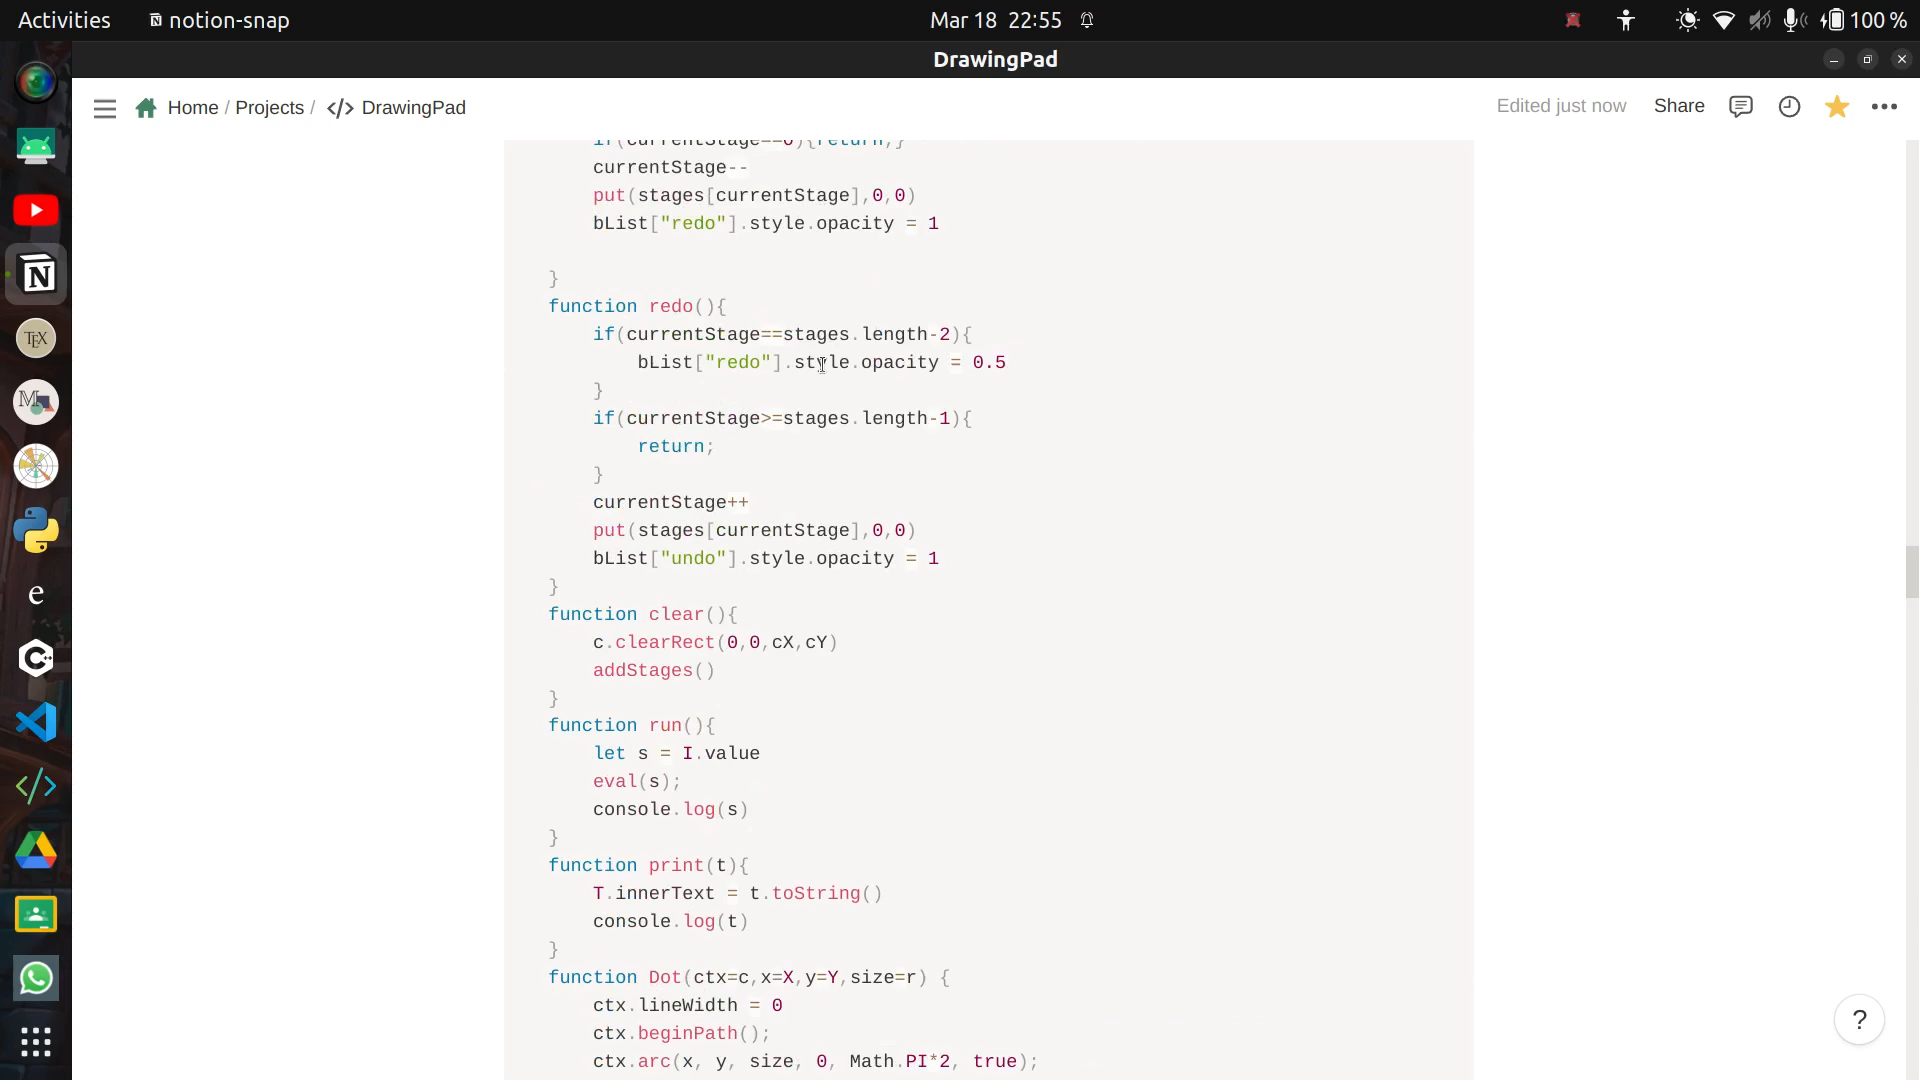 Activities notion-snap Mar 18 22:55 100 %
DrawingPad
Home / Projects / </> DrawingPad Edited just now Share
if(currentStage==0){return;}
currentStage--
put(stages[currentStage],0,0)
bList["redo"].style.opacity = 1
}
function redo(){
if(currentStage==stages.length-2){
bList["redo"].style.opacity = 0.5
}
if(currentStage>=stages.length-1){
return;
}
currentStage++
put(stages[currentStage],0,0)
bList["undo"].style.opacity = 1
}
function clear(){
c.clearRect(0,0,cX,cY)
addStages()
}
function run(){
let s = I.value
eval(s);
console.log(s)
}
function print(t){
T.innerText = t.toString()
console.log(t)
}
function Dot(ctx=c,x=X,y=Y,size=r) {
ctx.lineWidth = 0
ctx.beginPath();
ctx.arc(x, y, size, 0, Math.PI*2, true);
N
TEX
M
e
C++
?